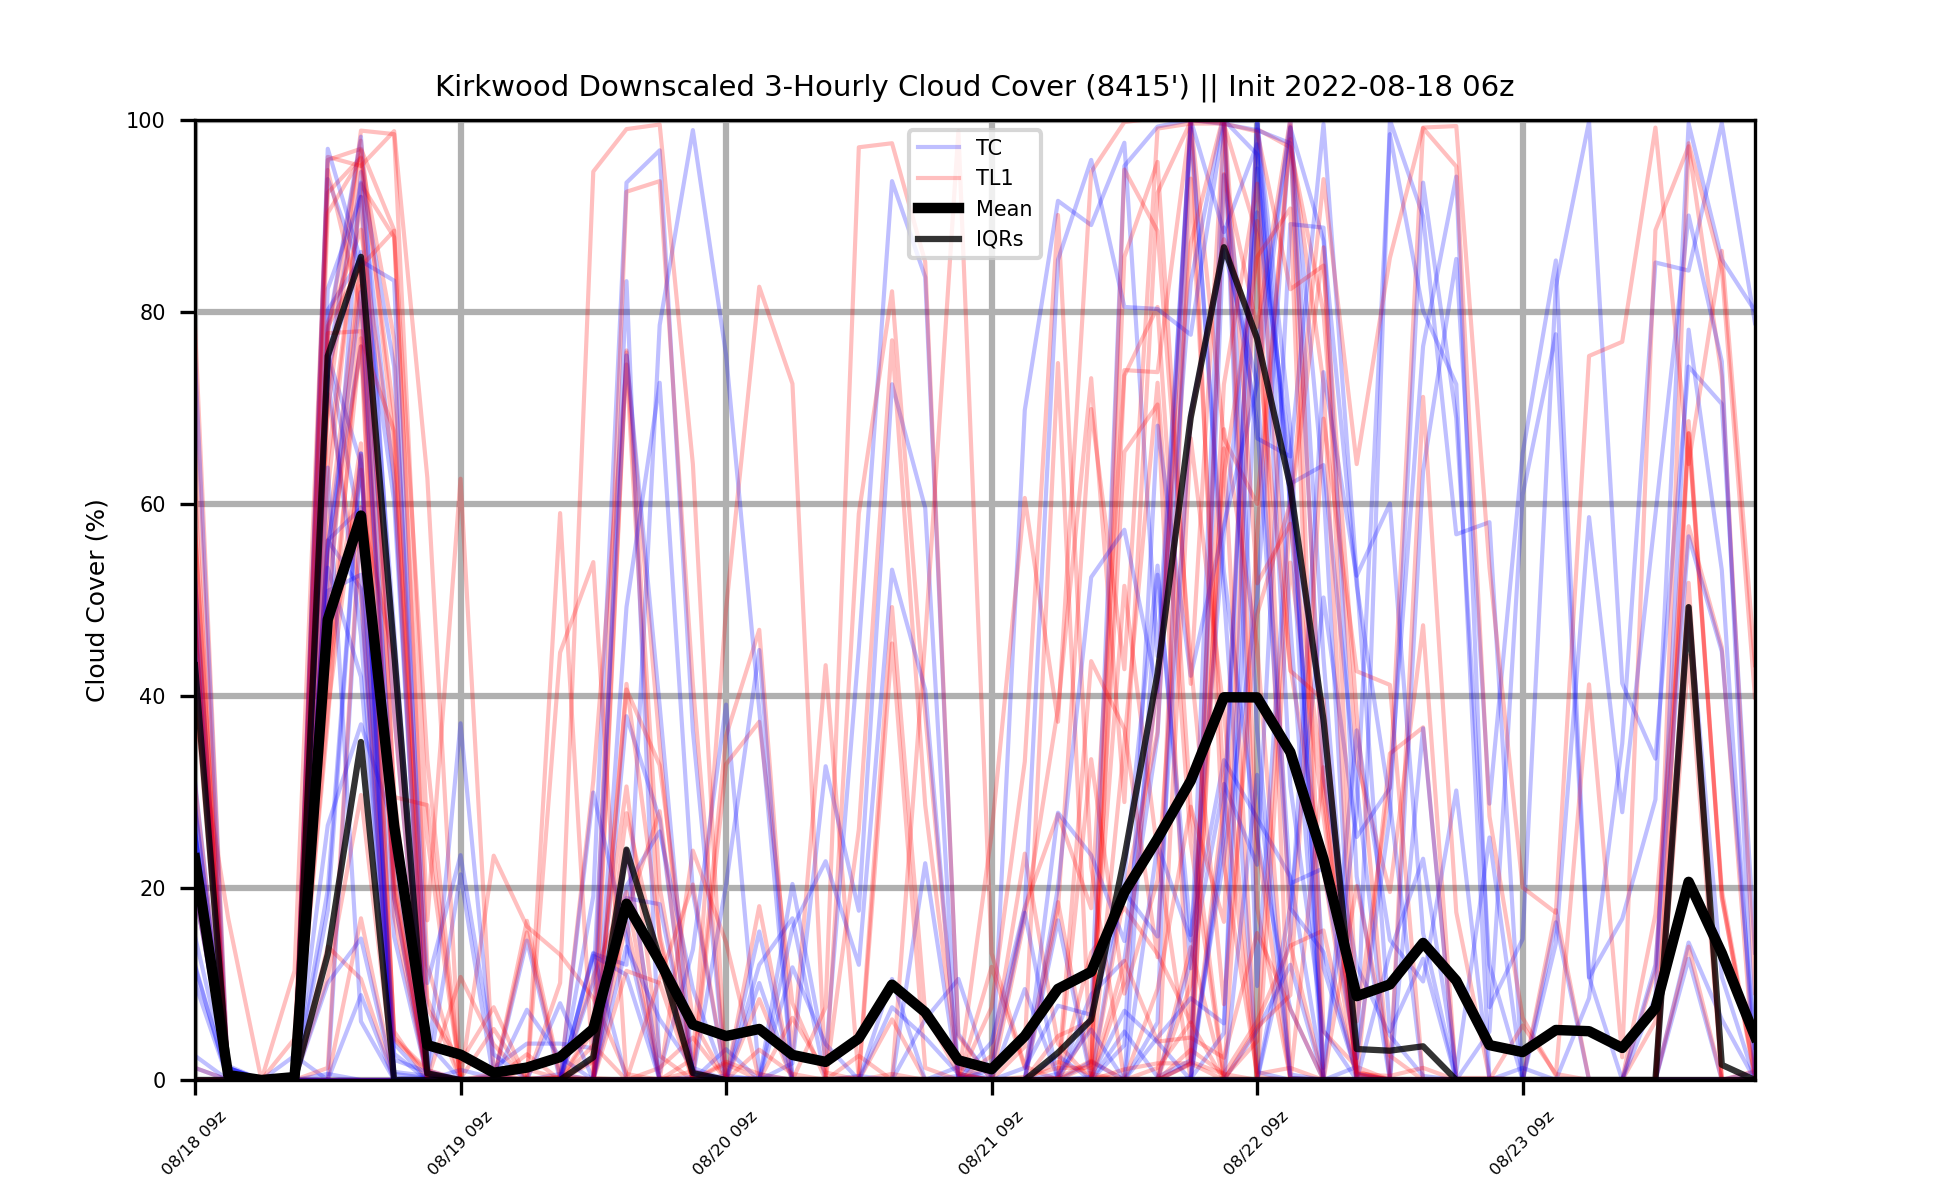 Kirkwood Downscaled 3-Hourly Cloud Cover (8415') || Init 2022-08-18 06z
100
80
60
40
20
0
Cloud Cover (%)
TC
TL1
Mean
IQRs
08/18 09z
08/19 09z
08/20 09z
08/21 09z
08/22 09z
08/23 09z